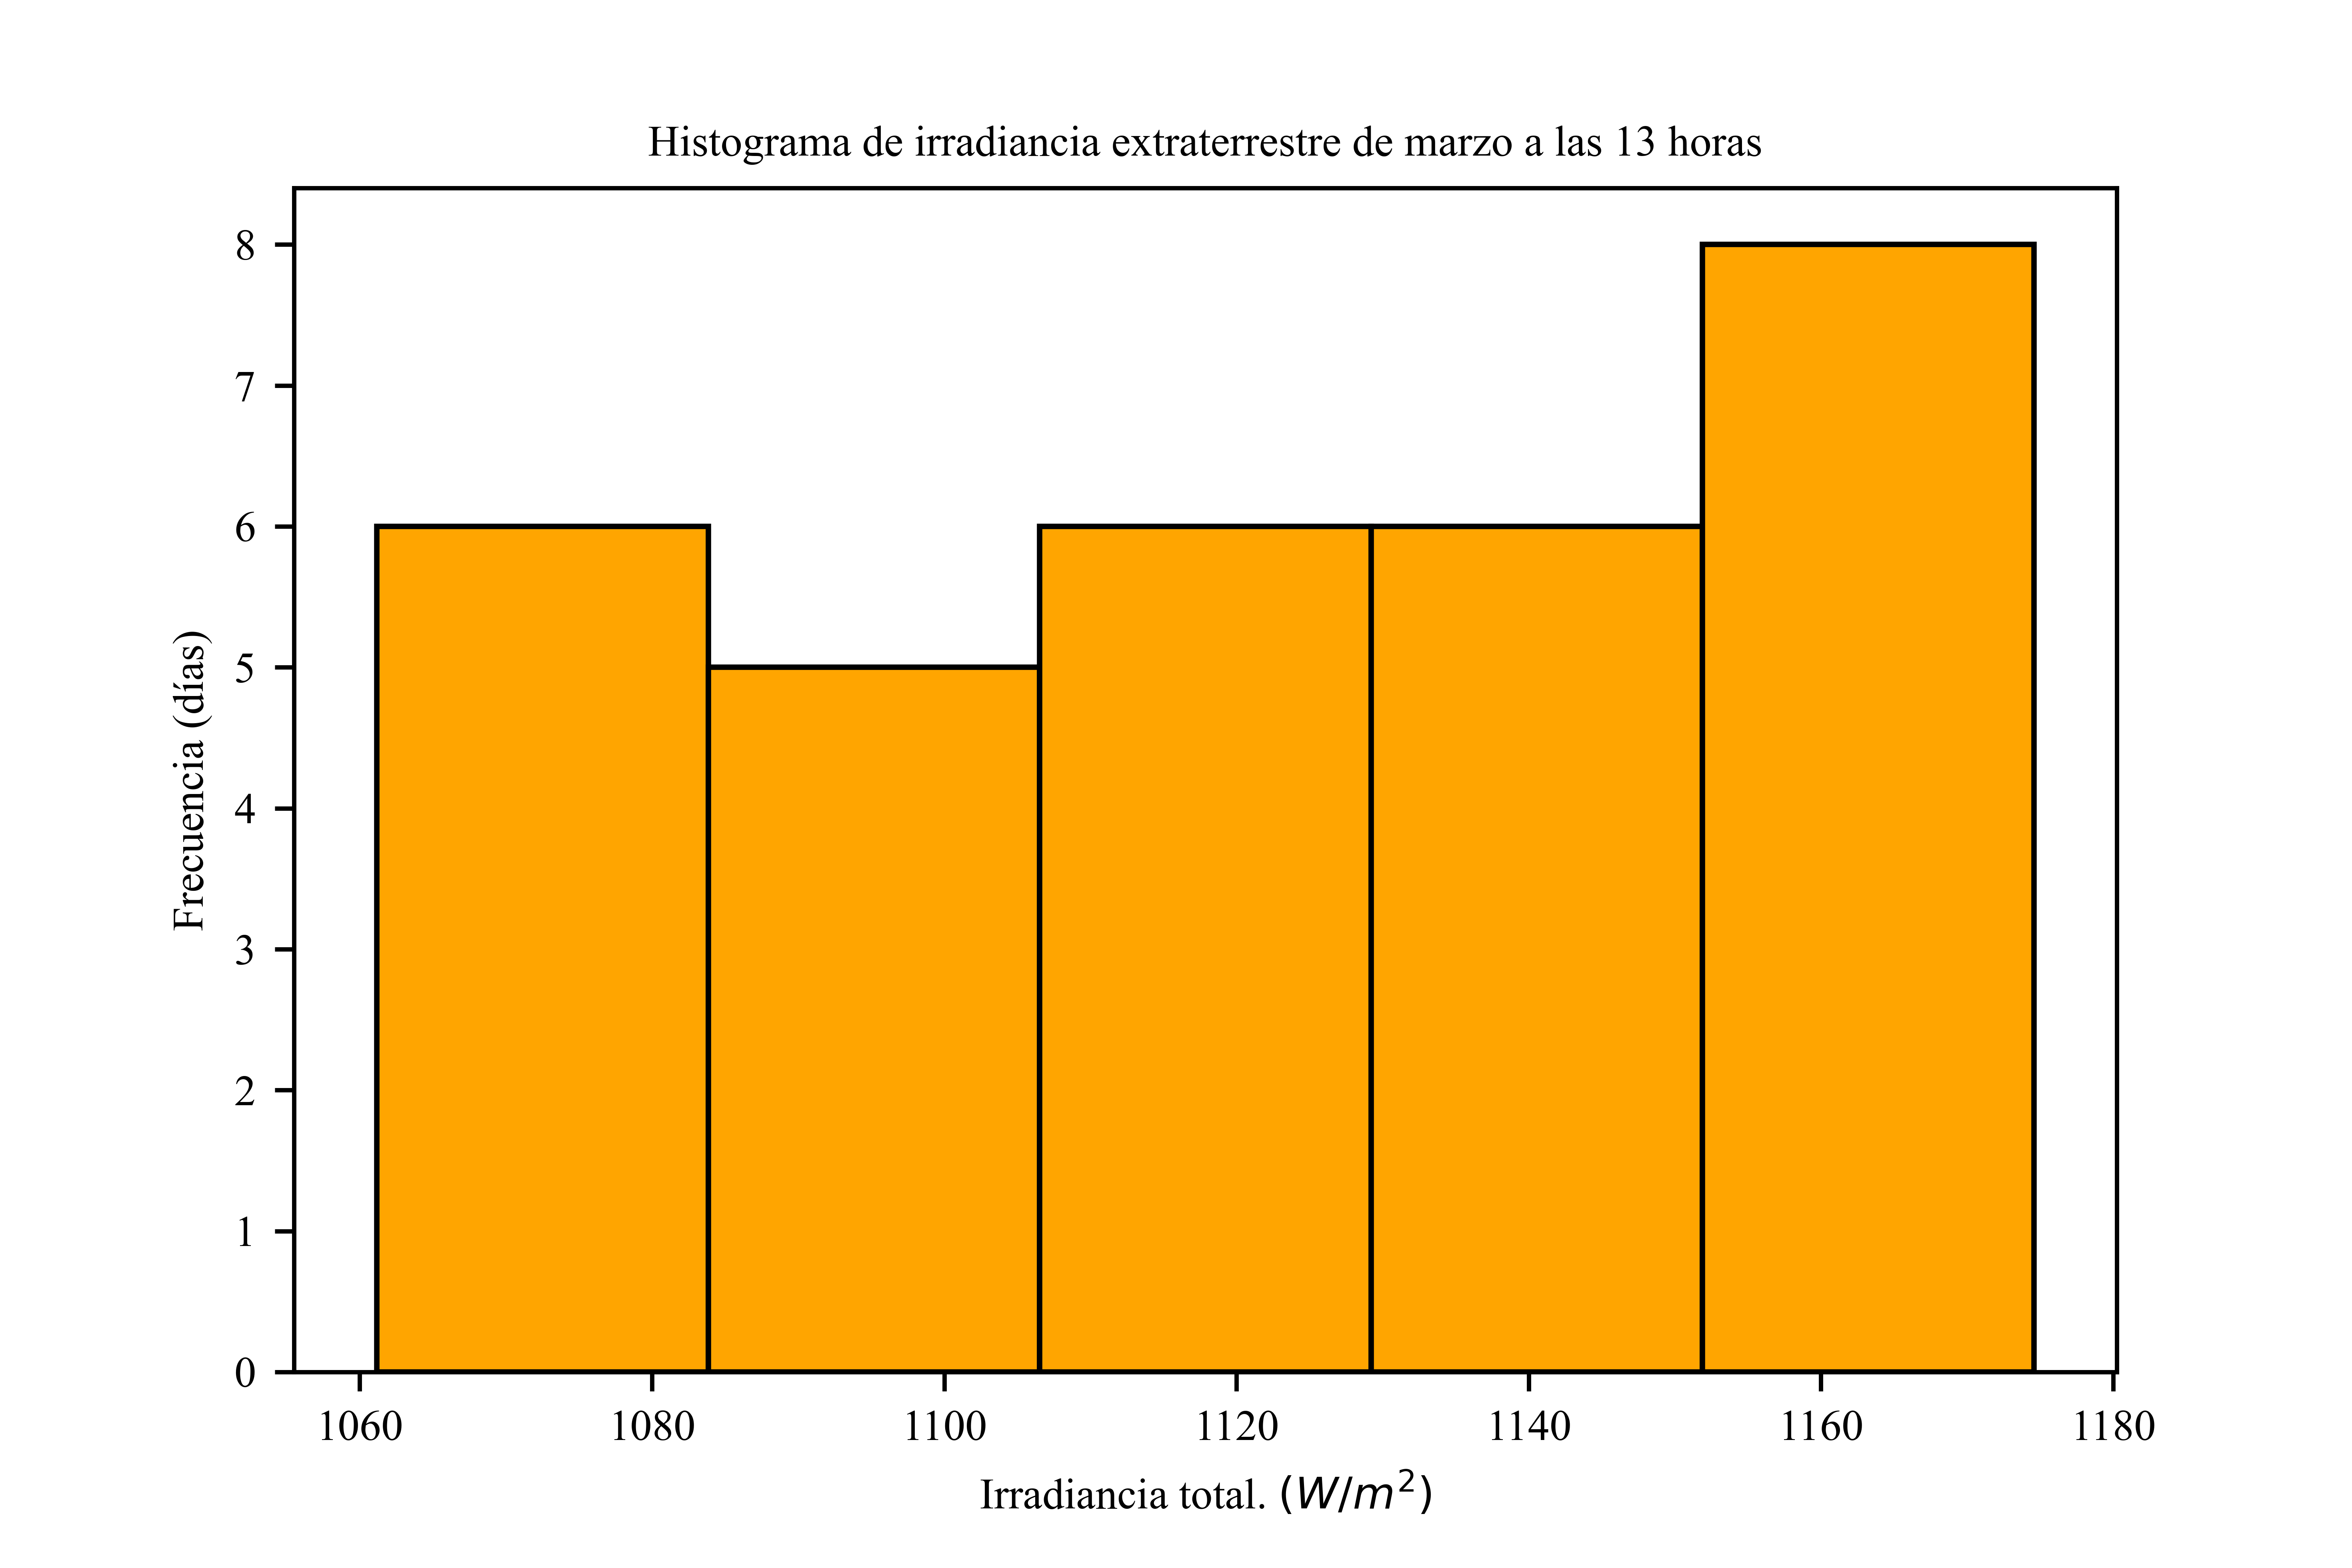 Histograma de irradiancia extraterrestre de marzo a las 13 horas
8
7
6
5
4
3
2
1
0
Frecuencia (días)
1060 1080 1100 1120 1140 1160 1180
Irradiancia total. (W/m²)